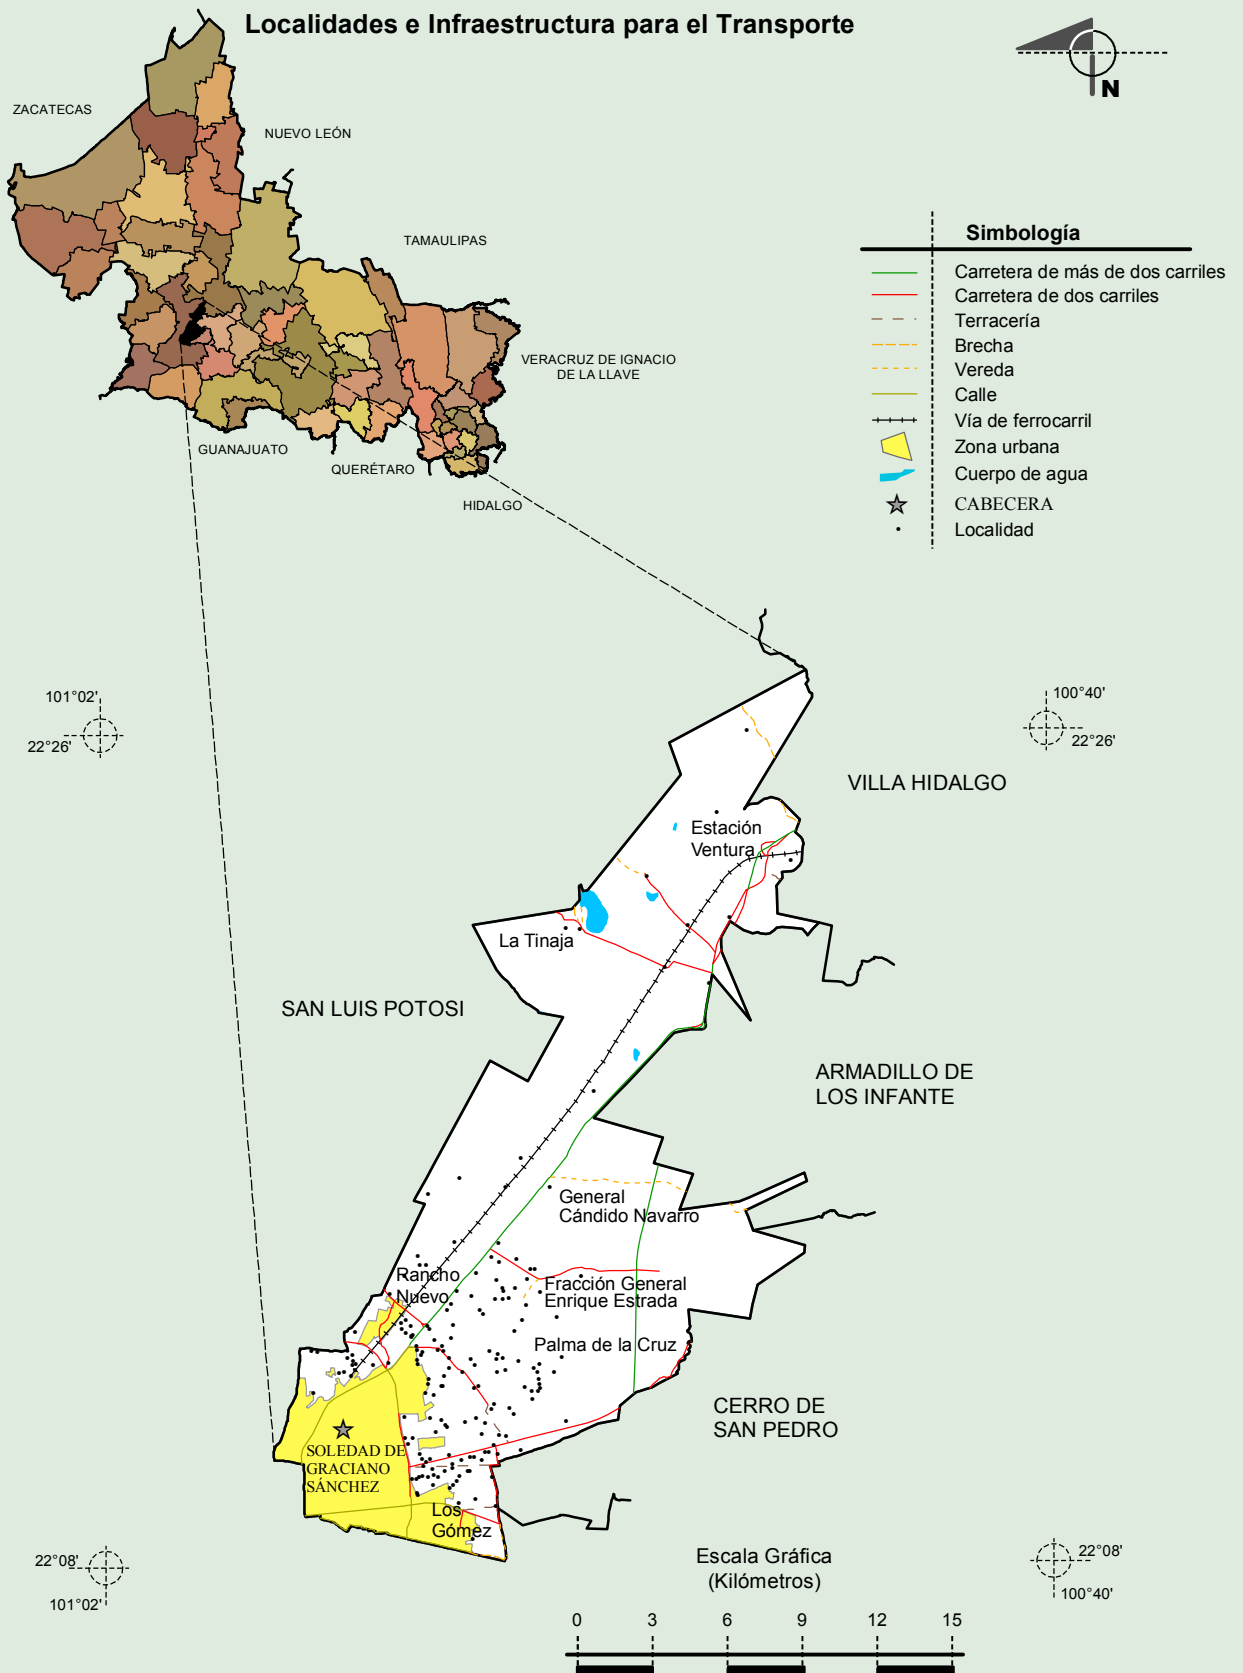 Localidades e Infraestructura para el Transporte
N
ZACATECAS
NUEVO LEÓN
TAMAULIPAS
VERACRUZ DE IGNACIO
DE LA LLAVE
GUANAJUATO
QUERÉTARO
HIDALGO
Simbología
Carretera de más de dos carriles
Carretera de dos carriles
Terracería
Brecha
Vereda
Calle
Vía de ferrocarril
Zona urbana
Cuerpo de agua
CABECERA
Localidad
101°02'
22°26'
100°40'
22°26'
VILLA HIDALGO
Estación
Ventura
La Tinaja
SAN LUIS POTOSI
ARMADILLO DE
LOS INFANTE
General
Cándido Navarro
Rancho
Nuevo
Fracción General
Enrique Estrada
Palma de la Cruz
CERRO DE
SAN PEDRO
SOLEDAD DE
GRACIANO
SÁNCHEZ
Los
Gómez
22°08'
101°02'
22°08'
100°40'
Escala Gráfica
(Kilómetros)
0 3 6 9 12 15